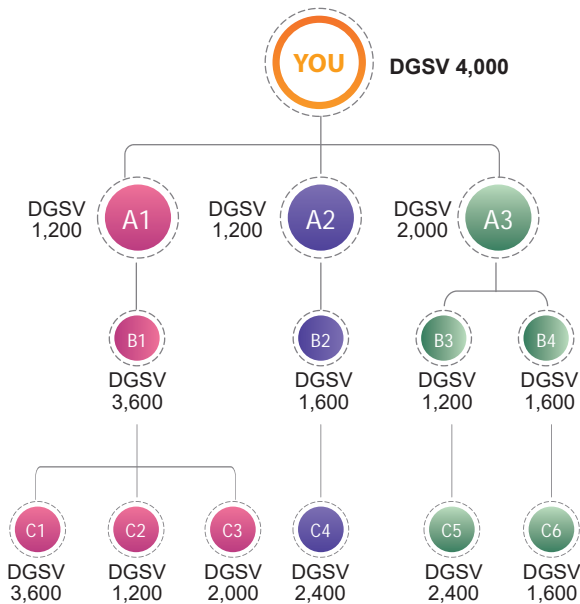 YOU
DGSV 4,000
DGSV
1,200
A1
DGSV
1,200
A2
DGSV
2,000
A3
B1
DGSV
3,600
B2
DGSV
1,600
B3
DGSV
1,200
B4
DGSV
1,600
C1
DGSV
3,600
C2
DGSV
1,200
C3
DGSV
2,000
C4
DGSV
2,400
C5
DGSV
2,400
C6
DGSV
1,600